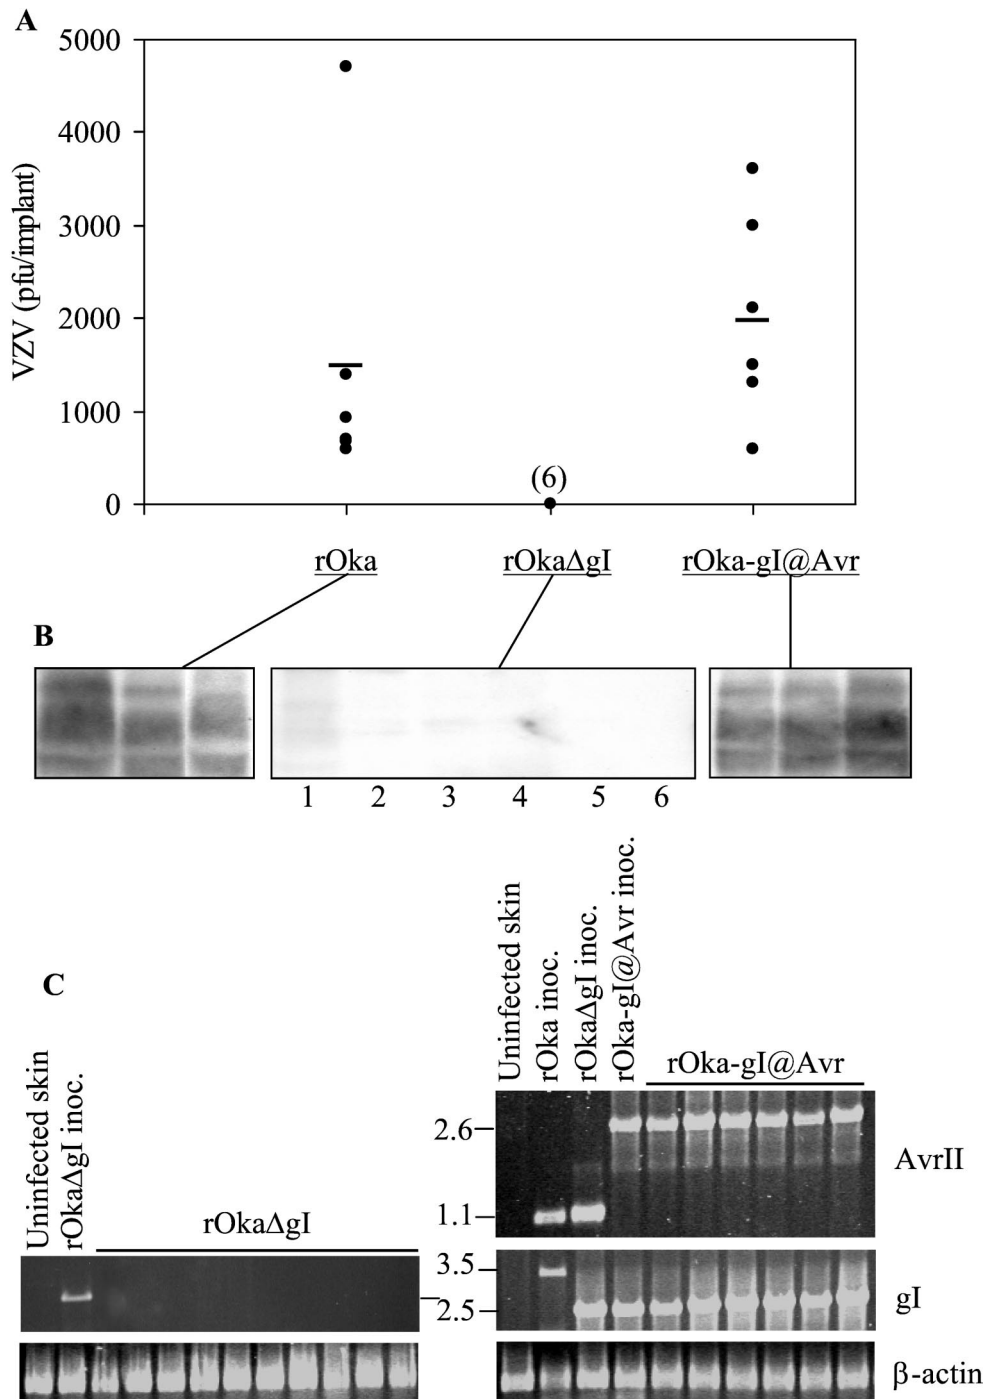 A
5000
4000
3000
2000
1000
0
VZV (pfu/implant)
(6)
rOka
rOkaΔgI
rOka-gI@Avr
B
1 2 3 4 5 6
C
Uninfected skin
rOkaΔgI inoc.
rOkaΔgI
Uninfected skin
rOka inoc.
rOkaΔgI inoc.
rOka-gI@Avr inoc.
rOka-gI@Avr
2.6
AvrII
1.1
3.5
gI
2.5
β-actin